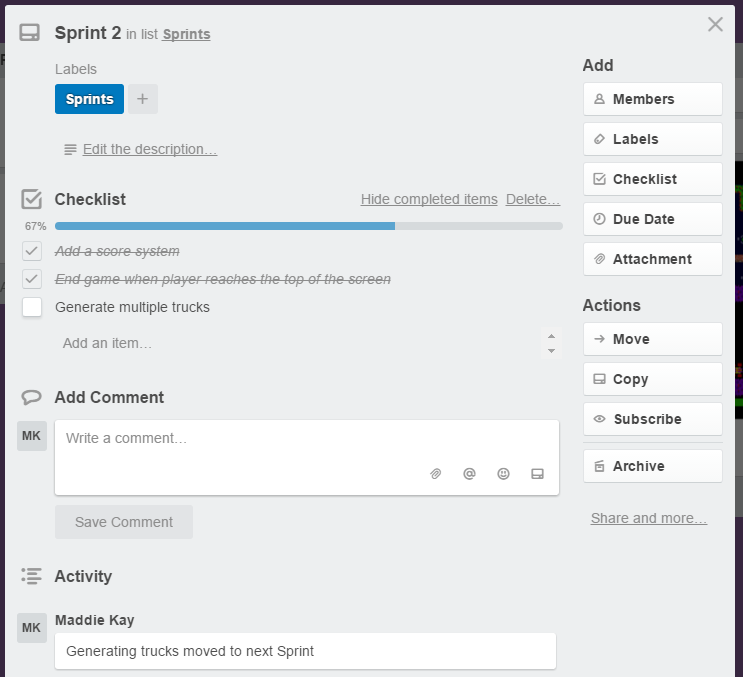 Sprint 2 in list Sprints
Labels
Sprints +
Edit the description…
Checklist Hide completed items Delete…
67%
Add a score system
End game when player reaches the top of the screen
Generate multiple trucks
Add an item…
Add Comment
MK
Write a comment…
Save Comment
Activity
MK
Maddie Kay
Generating trucks moved to next Sprint
Add
Members
Labels
Checklist
Due Date
Attachment
Actions
Move
Copy
Subscribe
Archive
Share and more…